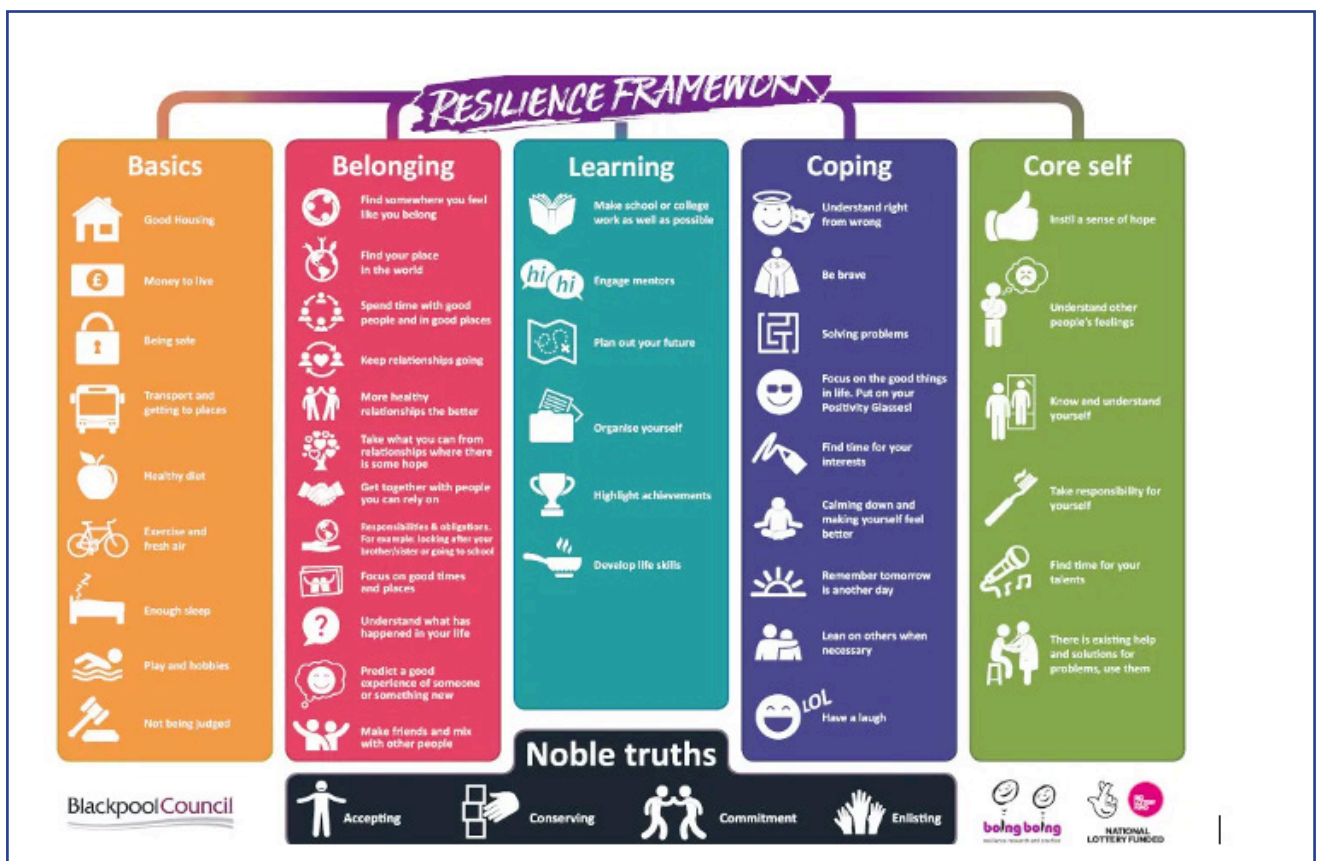 RESILIENCE FRAMEWORK
Basics
Good Housing
£
Money to live
Being safe
Transport and
getting to places
Healthy diet
Exercise and
fresh air
z
z
z
Enough sleep
Play and hobbies
Not being judged
Belonging
Find somewhere you feel
like you belong
Find your place
in the world
Spend time with good
people and in good places
Keep relationships going
More healthy
relationships the better
Take what you can from
relationships where there
is some hope
Get together with people
you can rely on
Responsibilities & obligations.
For example: looking after your
brother/sister or going to school
Focus on good times
and places
?
Understand what has
happened in your life
Predict a good
experience of someone
or something new
Make friends and mix
with other people
Learning
Make school or college
work as well as possible
hi hi
Engage mentors
Plan out your future
Organise yourself
Highlight achievements
Develop life skills
Coping
Understand right
from wrong
Be brave
Solving problems
Focus on the good things
in life. Put on your
Positivity Glasses!
Find time for your
interests
Calming down and
making yourself feel
better
Remember tomorrow
is another day
Lean on others when
necessary
LOL
Have a laugh
Core self
Instil a sense of hope
Understand other
people's feelings
Know and understand
yourself
Take responsibility for
yourself
Find time for your
talents
There is existing help
and solutions for
problems, use them
Noble truths
Accepting
Conserving
Commitment
Enlisting
Blackpool Council
boingboing
resilience research and practice
NATIONAL
LOTTERY FUNDED